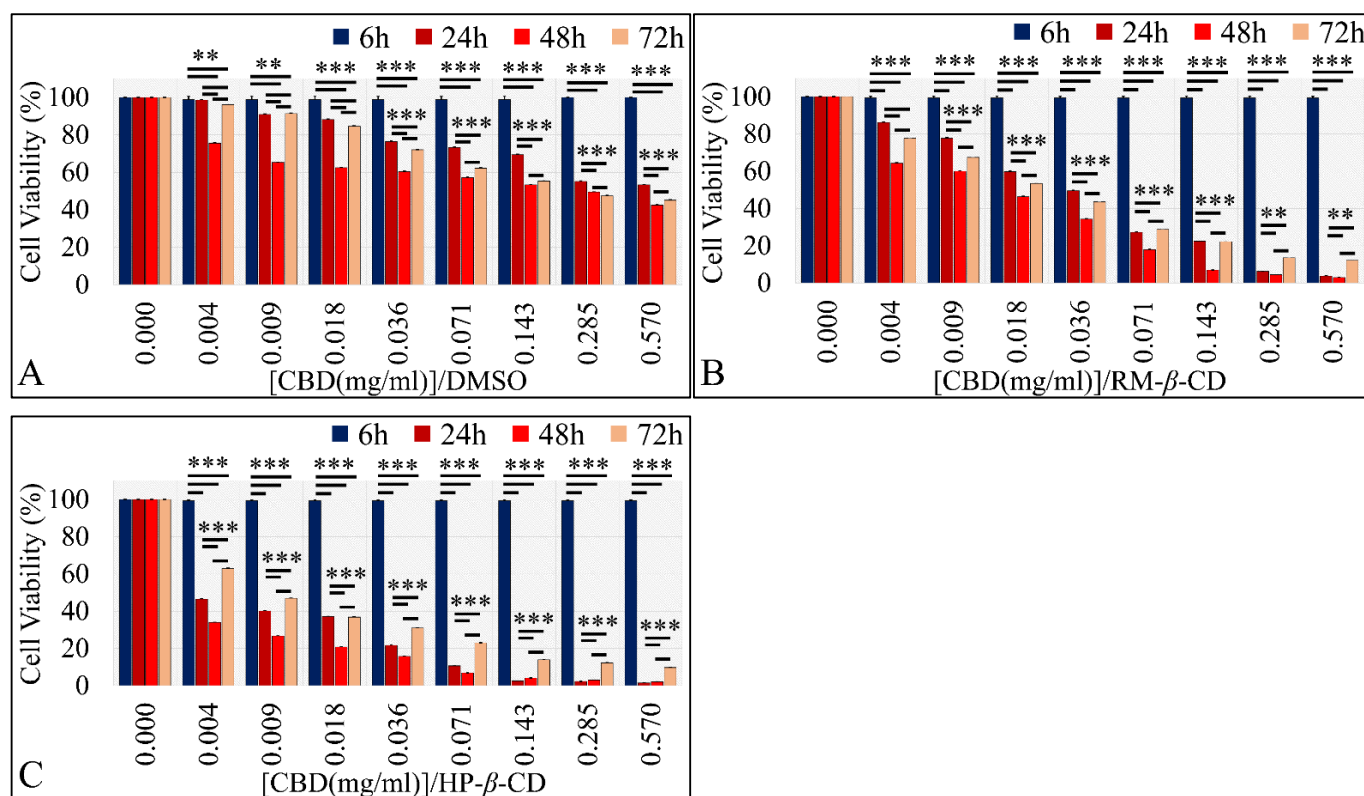 6h 24h 48h 72h
** ** *** *** *** *** *** ***
*** *** *** *** ***
Cell Viability (%)
100
80
60
40
20
0
0.000 0.004 0.009 0.018 0.036 0.071 0.143 0.285 0.570
A
[CBD(mg/ml)]/DMSO
6h 24h 48h 72h
*** *** *** *** *** *** *** ***
*** *** *** *** *** ** **
Cell Viability (%)
100
80
60
40
20
0
0.000 0.004 0.009 0.018 0.036 0.071 0.143 0.285 0.570
B
[CBD(mg/ml)]/RM-β-CD
6h 24h 48h 72h
*** *** *** *** *** *** *** ***
*** *** *** *** *** *** *** ***
Cell Viability (%)
100
80
60
40
20
0
0.000 0.004 0.009 0.018 0.036 0.071 0.143 0.285 0.570
C
[CBD(mg/ml)]/HP-β-CD